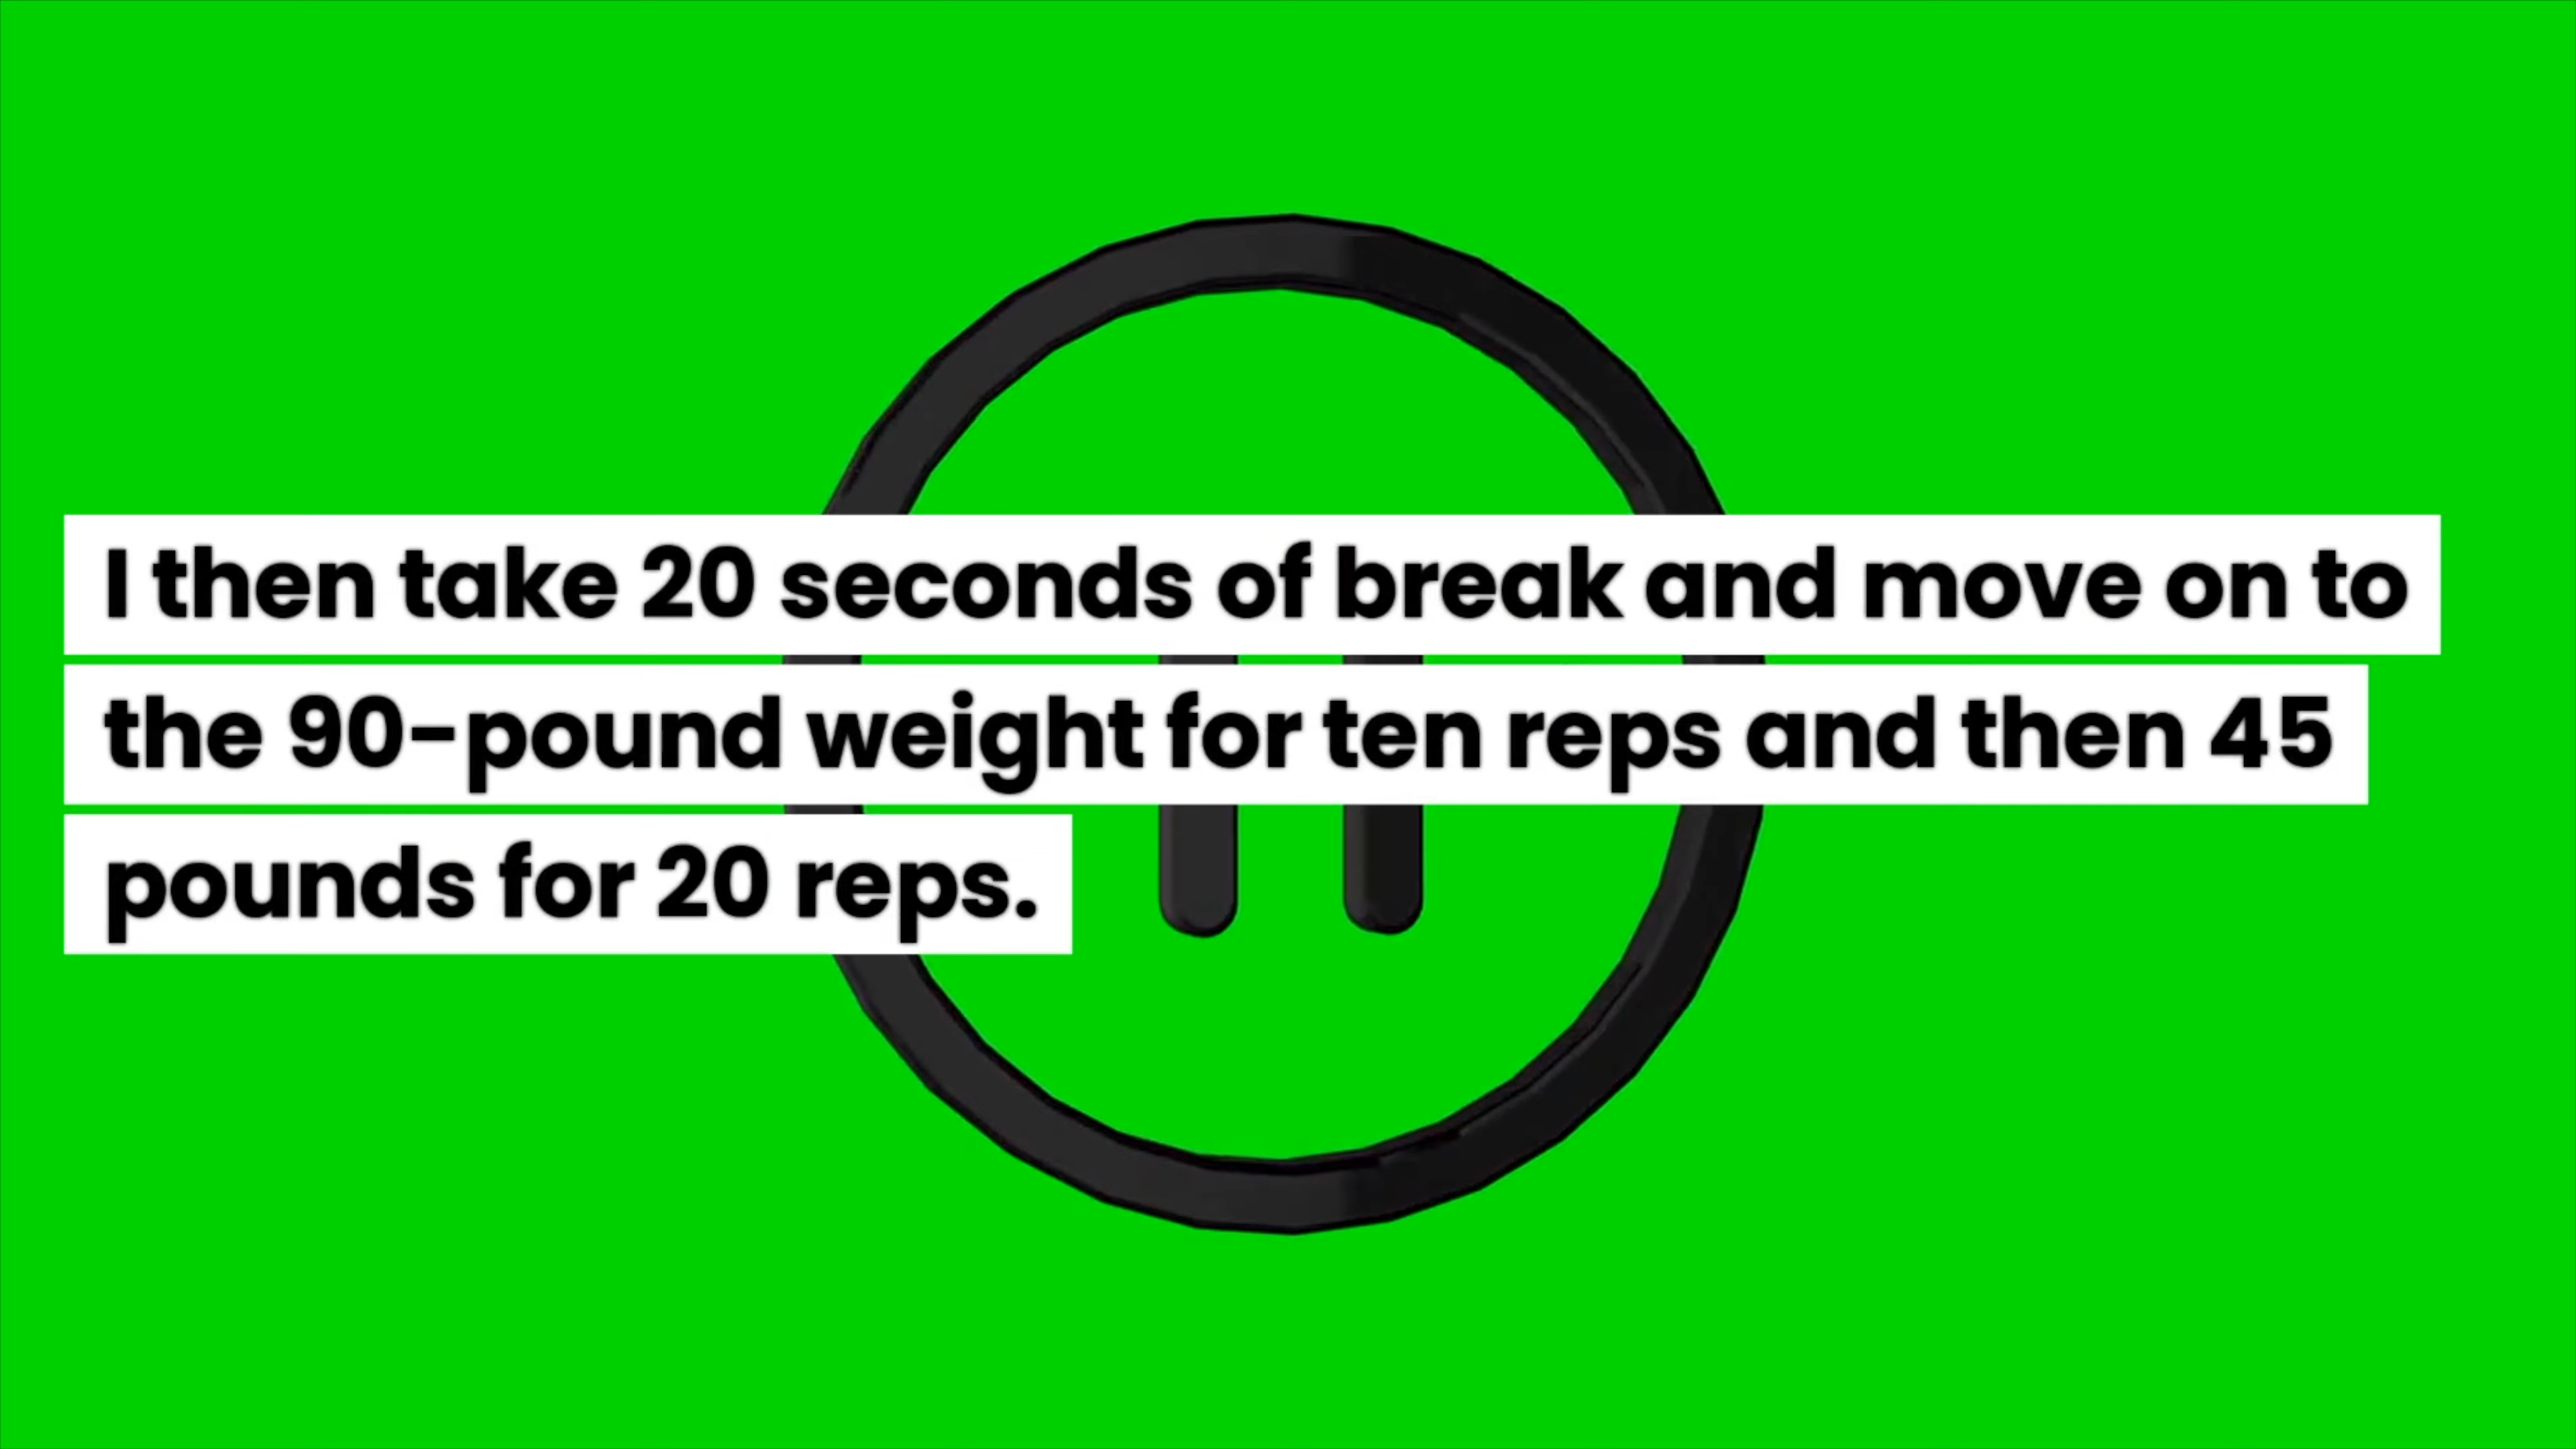 I then take 20 seconds of break and move on to
the 90-pound weight for ten reps and then 45
pounds for 20 reps.